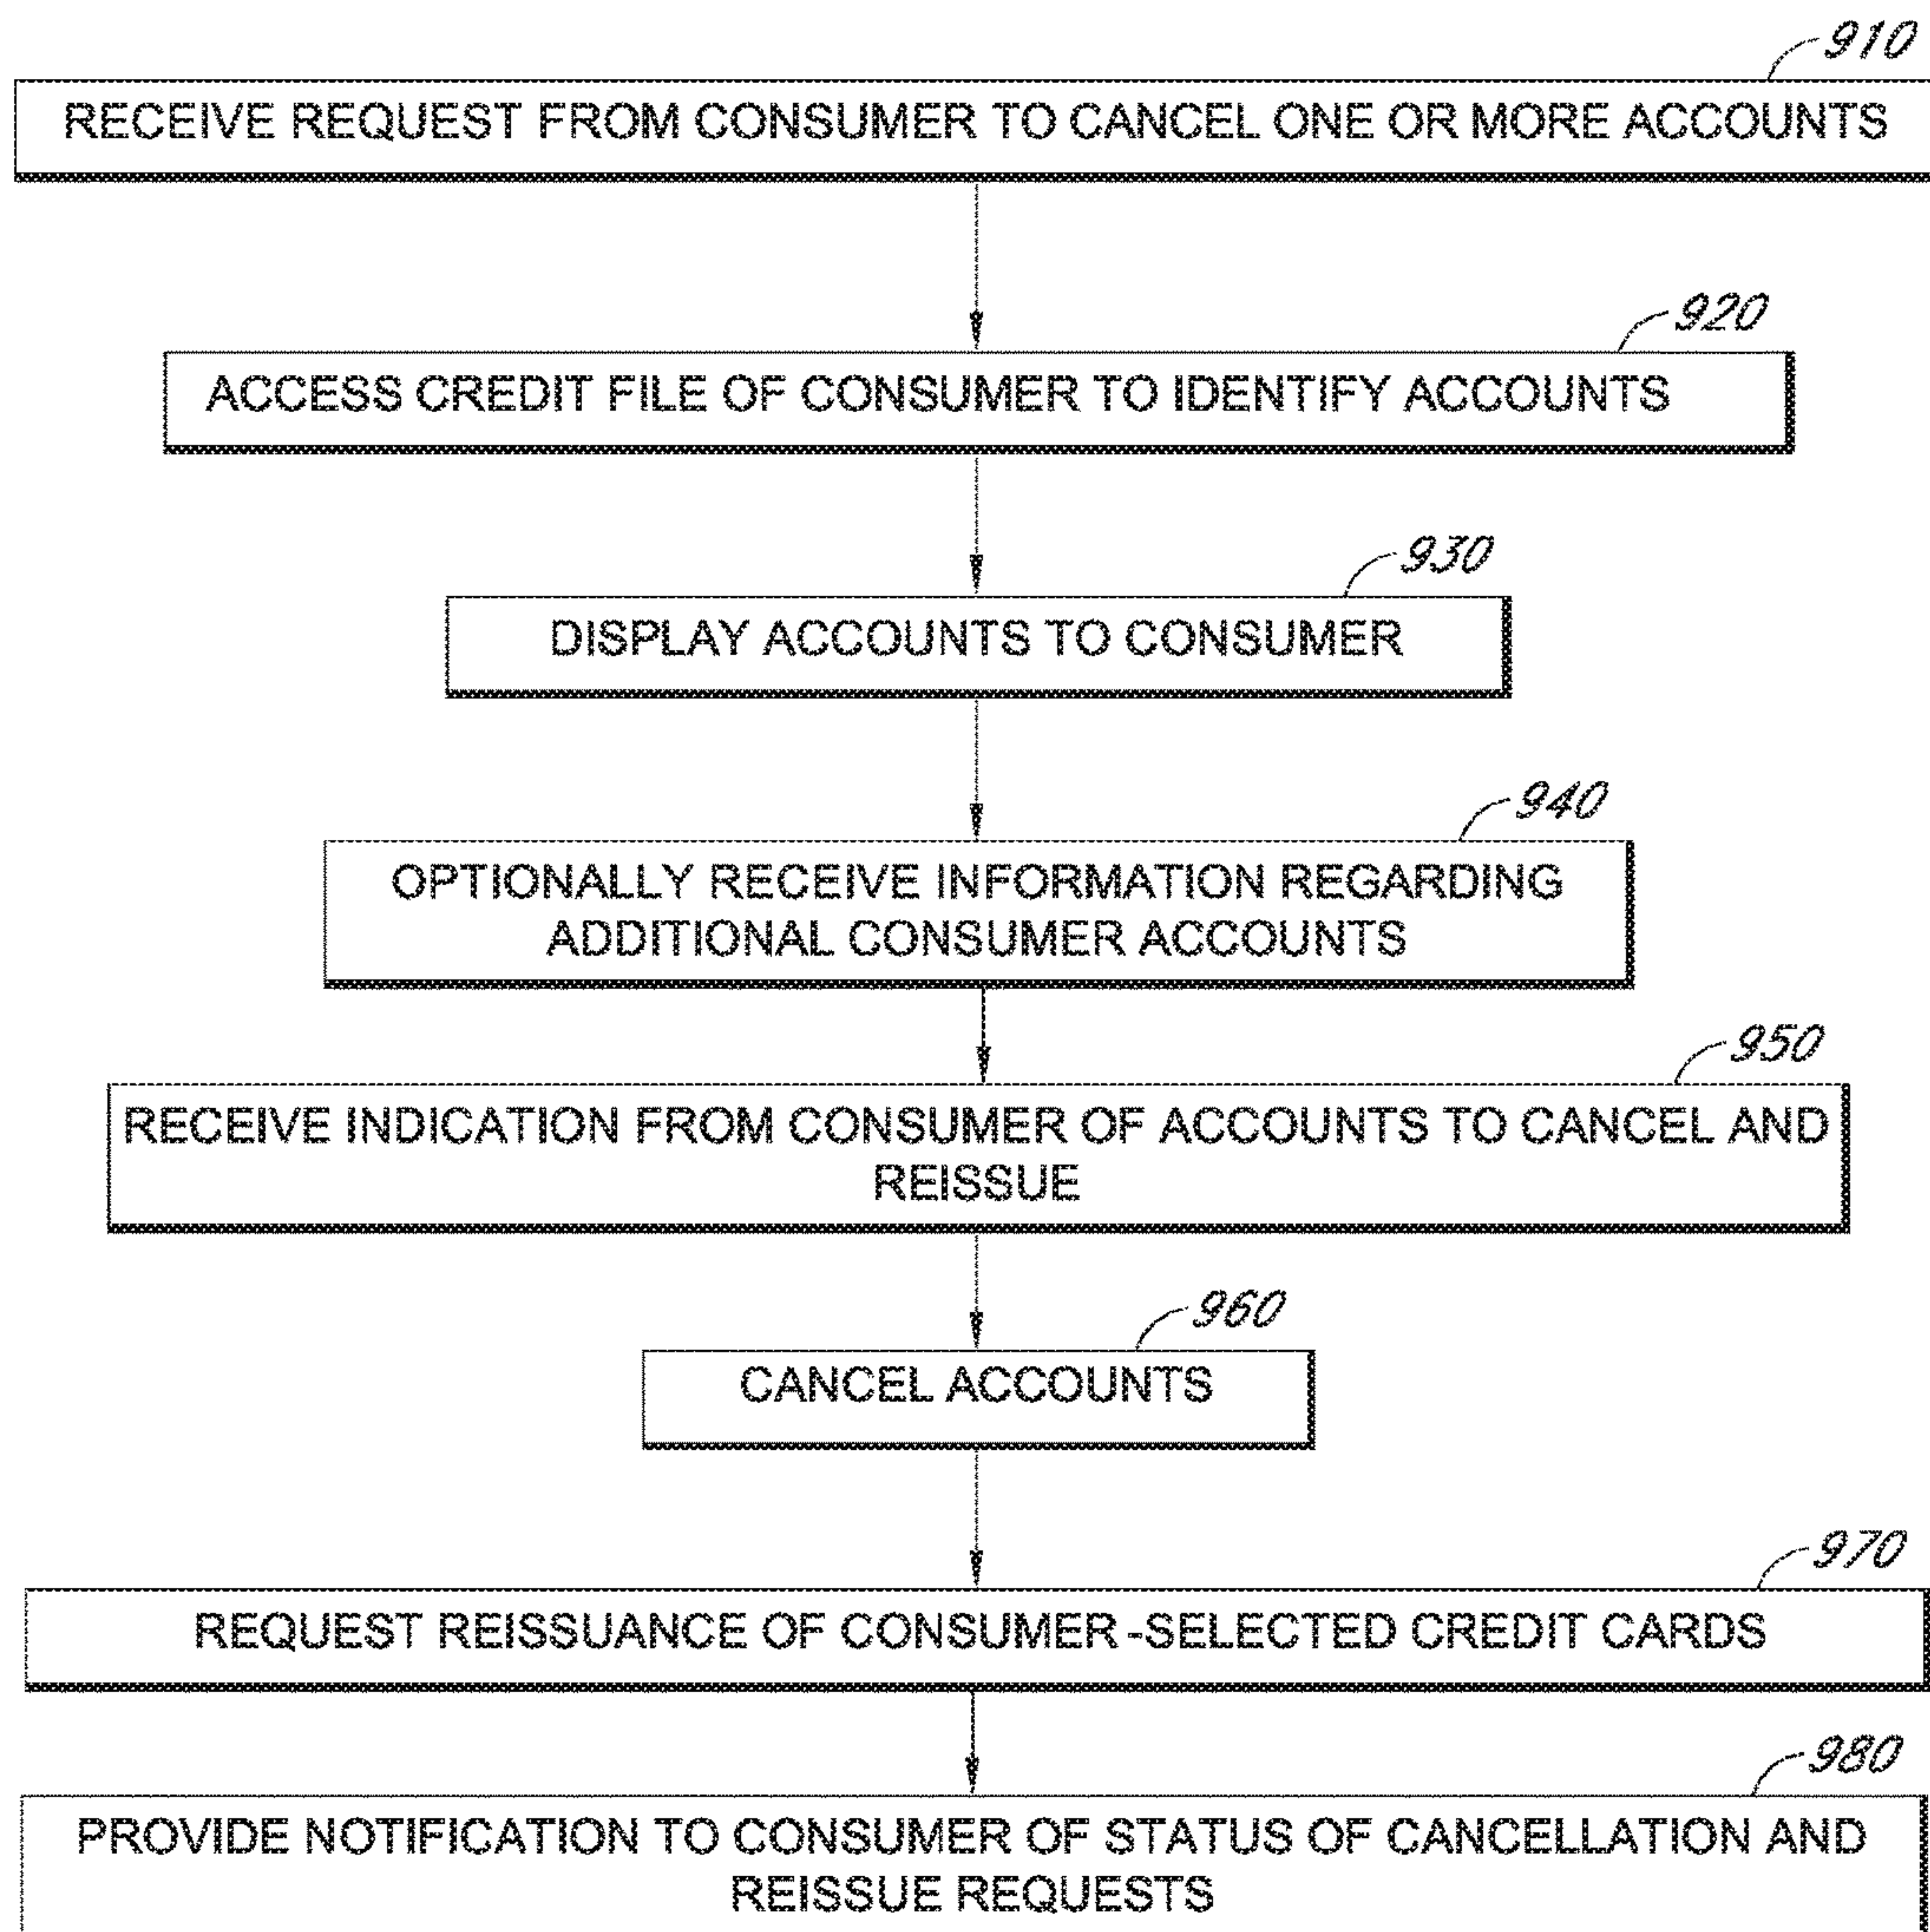 910
RECEIVE REQUEST FROM CONSUMER TO CANCEL ONE OR MORE ACCOUNTS
920
ACCESS CREDIT FILE OF CONSUMER TO IDENTIFY ACCOUNTS
930
DISPLAY ACCOUNTS TO CONSUMER
940
OPTIONALLY RECEIVE INFORMATION REGARDING
ADDITIONAL CONSUMER ACCOUNTS
950
RECEIVE INDICATION FROM CONSUMER OF ACCOUNTS TO CANCEL AND
REISSUE
960
CANCEL ACCOUNTS
970
REQUEST REISSUANCE OF CONSUMER-SELECTED CREDIT CARDS
980
PROVIDE NOTIFICATION TO CONSUMER OF STATUS OF CANCELLATION AND
REISSUE REQUESTS